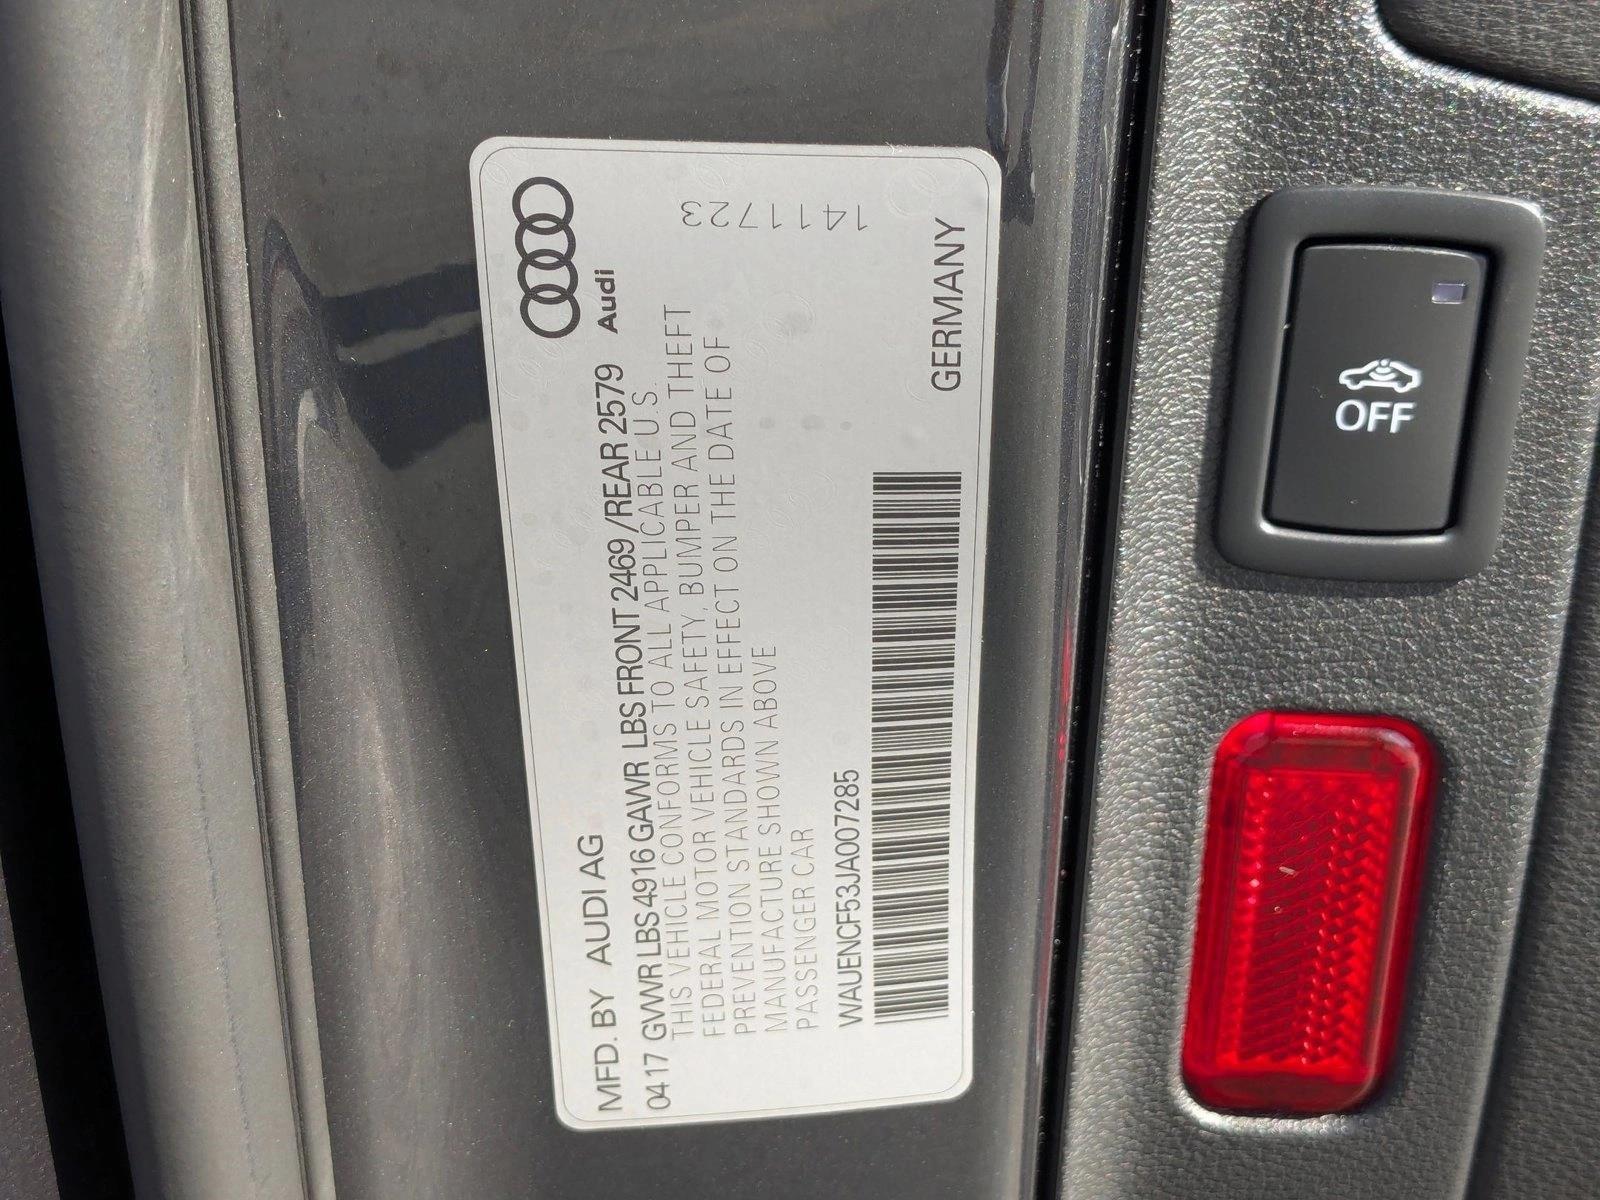 Audi
MFD. BY AUDI AG
04 17 GVWR LBS 4916 GAWR LBS FRONT 2469 /REAR 2579
THIS VEHICLE CONFORMS TO ALL APPLICABLE U.S.
FEDERAL MOTOR VEHICLE SAFETY, BUMPER AND THEFT
PREVENTION STANDARDS IN EFFECT ON THE DATE OF
MANUFACTURE SHOWN ABOVE
PASSENGER CAR
1411723
WAUENCF53JA007285
GERMANY
OFF